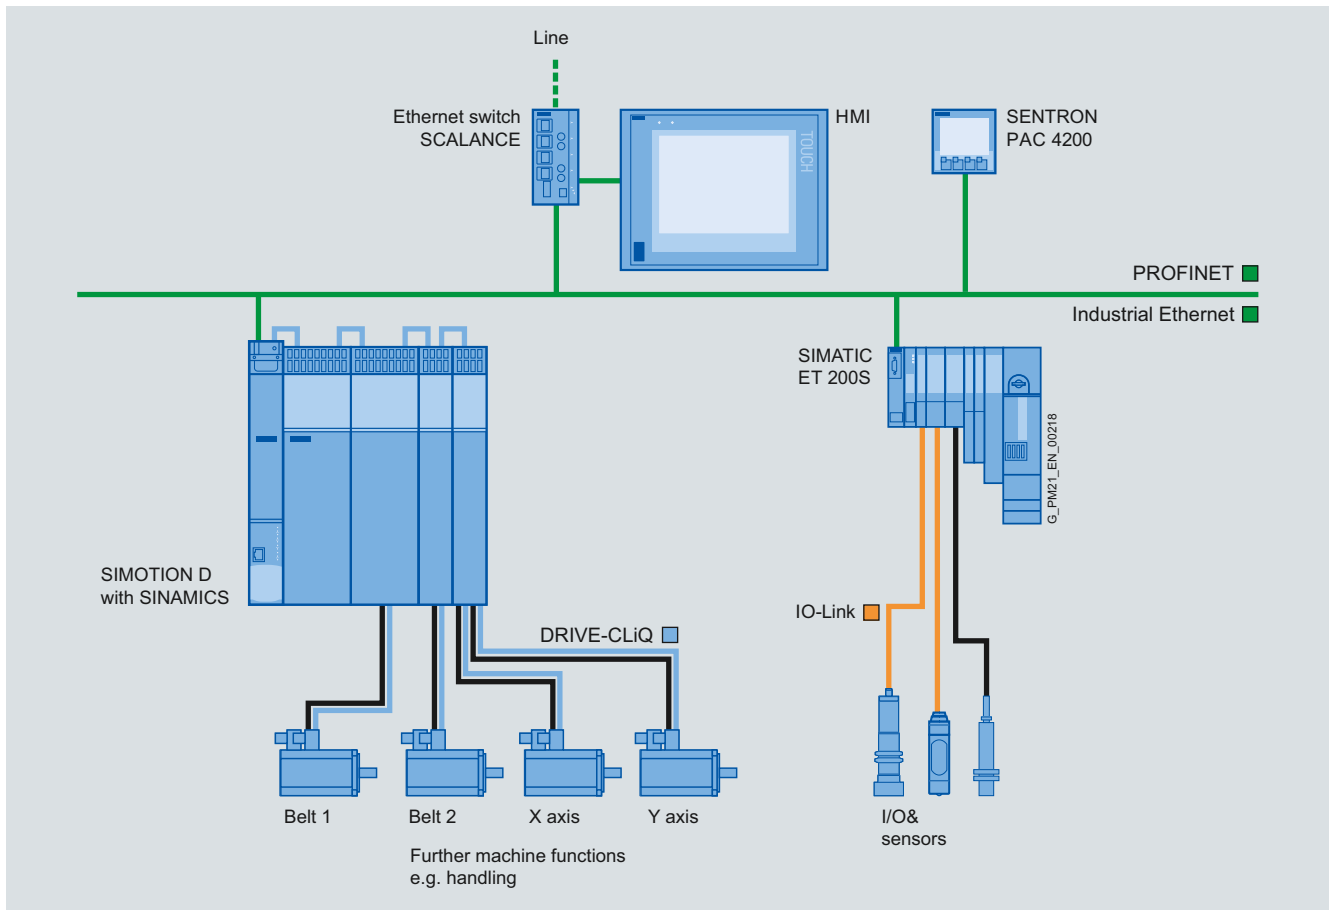 Line
Ethernet switch
SCALANCE
HMI
TOUCH
SENTRON
PAC 4200
PROFINET
Industrial Ethernet
SIMATIC
ET 200S
G_PM21_EN_00218
SIMOTION D
with SINAMICS
DRIVE-CLiQ
IO-Link
Belt 1
Belt 2
X axis
Y axis
I/O&
sensors
Further machine functions
e.g. handling